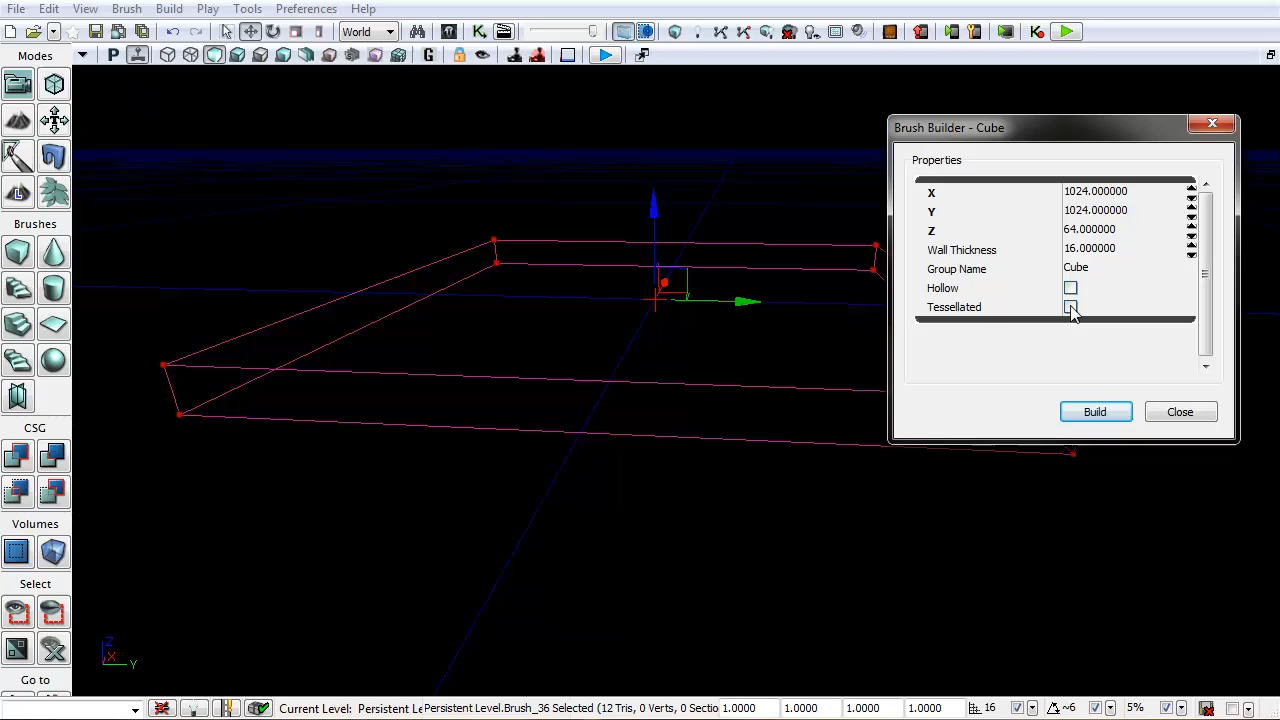 File Edit View Brush Build Play Tools Preferences Help
World
P G
Modes
Brushes
CSG
Volumes
Select
Go to
L
Brush Builder - Cube
Properties
X 1024.000000
Y 1024.000000
Z 64.000000
Wall Thickness 16.000000
Group Name Cube
Hollow
Tessellated
Build Close
Z
X
Y
Current Level: Persistent Le Persistent Level.Brush_36 Selected (12 Tris, 0 Verts, 0 Sectio 1.0000 1.0000 1.0000 1.0000 16 ~6 5%